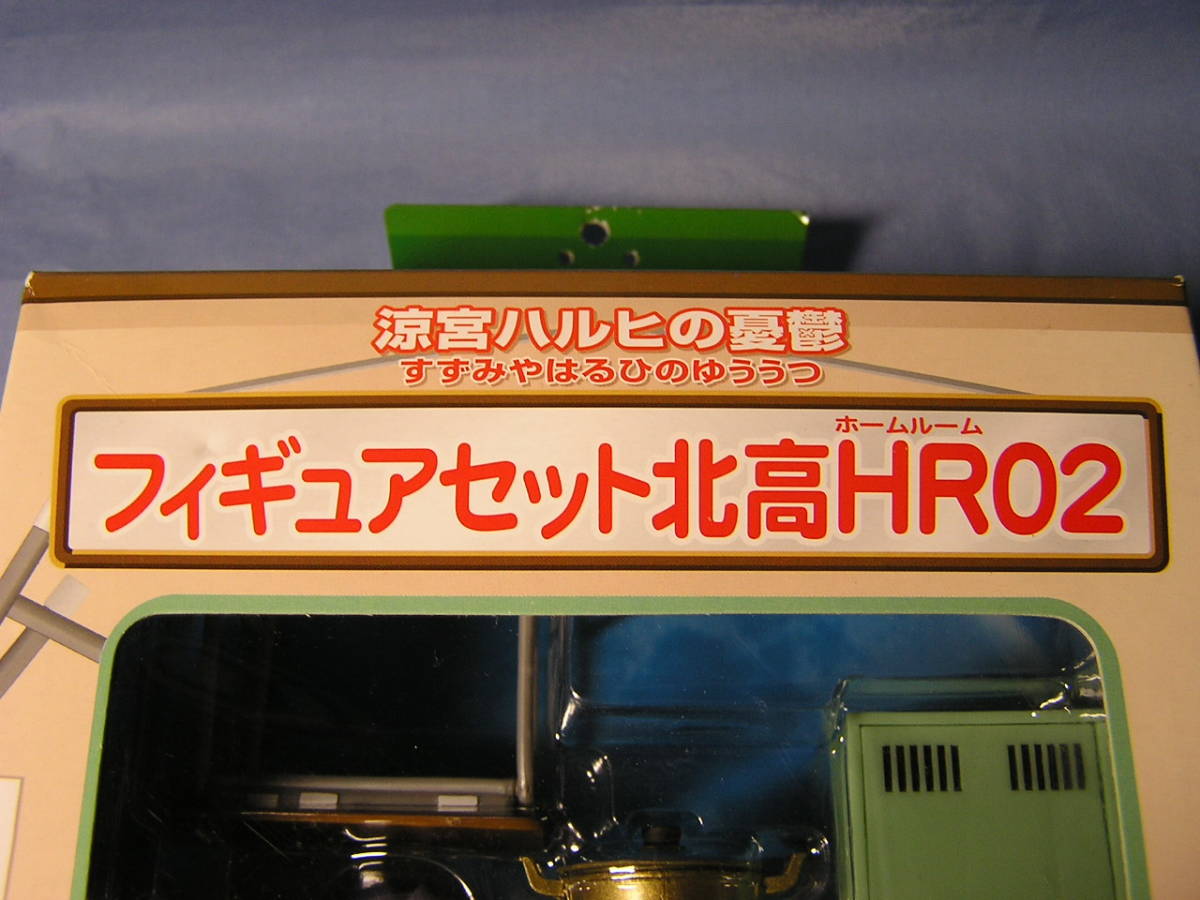 涼宮ハルヒの憂鬱
すずみやはるひのゆううつ
ホームルーム
フィギュアセット北高HR02